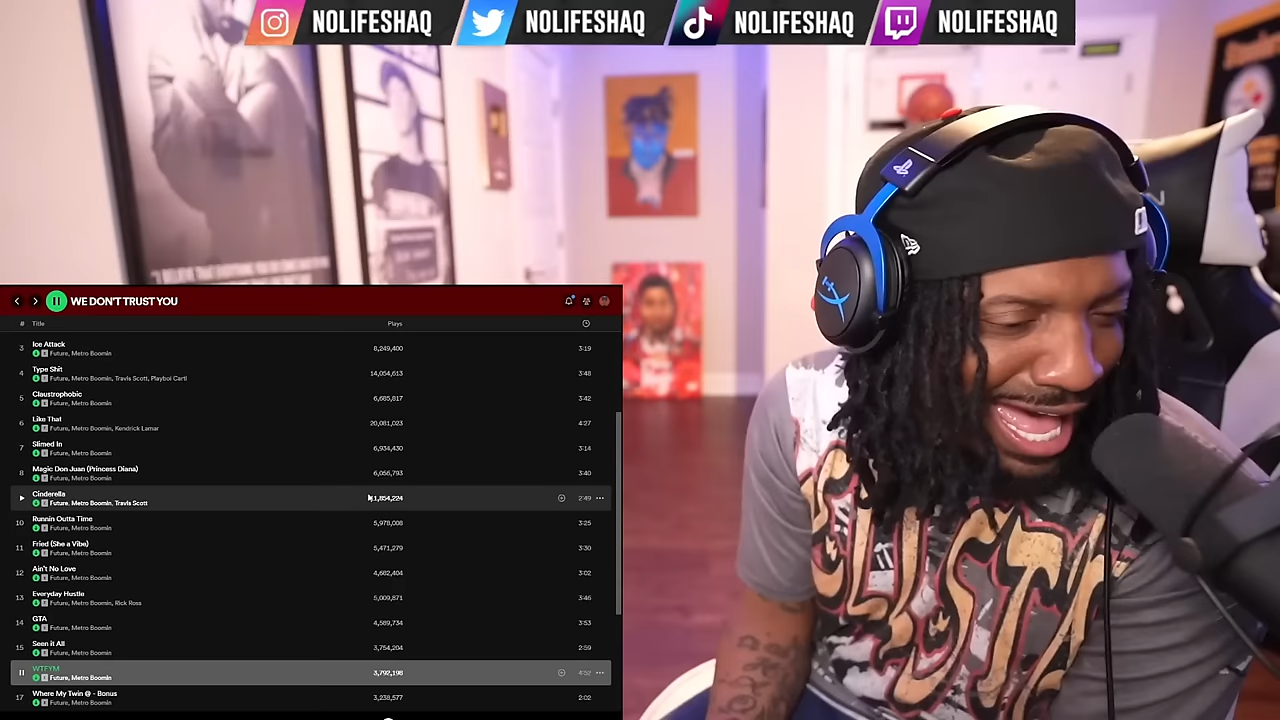 NOLIFESHAQ
NOLIFESHAQ
NOLIFESHAQ
NOLIFESHAQ
WE DON'T TRUST YOU
# Title Plays
3 Ice Attack 8,249,400 3:19
Future, Metro Boomin
4 Type Shit 14,054,613 3:48
Future, Metro Boomin, Travis Scott, Playboi Carti
5 Claustrophobic 6,685,817 3:42
Future, Metro Boomin
6 Like That 20,081,023 4:27
Future, Metro Boomin, Kendrick Lamar
7 Slimed In 6,934,430 3:14
Future, Metro Boomin
8 Magic Don Juan (Princess Diana) 6,056,793 3:40
Future, Metro Boomin
Cinderella 11,854,224 2:49
Future, Metro Boomin, Travis Scott
10 Runnin Outta Time 5,978,008 3:25
Future, Metro Boomin
11 Fried (She a Vibe) 5,471,279 3:30
Future, Metro Boomin
12 Ain't No Love 4,682,404 3:02
Future, Metro Boomin
13 Everyday Hustle 5,009,871 3:46
Future, Metro Boomin, Rick Ross
14 GTA 4,589,734 3:53
Future, Metro Boomin
15 Seen it All 3,754,204 2:59
Future, Metro Boomin
WTFYM 3,792,198 4:52
Future, Metro Boomin
17 Where My Twin @ - Bonus 3,238,577 2:02
Future, Metro Boomin